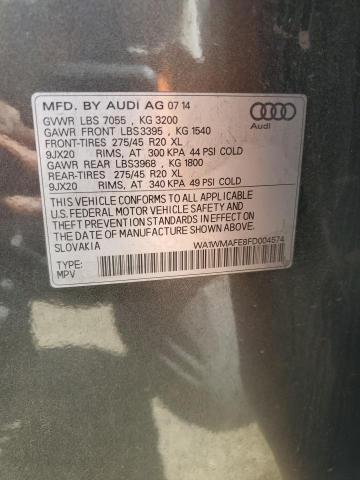 MFD. BY AUDI AG 07 14
GVWR LBS 7055 , KG 3200
GAWR FRONT LBS3395 , KG 1540
FRONT-TIRES 275/45 R20 XL
9JX20 RIMS, AT 300 KPA 44 PSI COLD
GAWR REAR LBS3968 , KG 1800
REAR-TIRES 275/45 R20 XL
9JX20 RIMS, AT 340 KPA 49 PSI COLD
THIS VEHICLE CONFORMS TO ALL APPLICABLE
U.S.FEDERAL MOTOR VEHICLE SAFETY AND
THEFT PREVENTION STANDARDS IN EFFECT ON
THE DATE OF MANUFACTURE SHOWN ABOVE
SLOVAKIA
WA1WMAFE8FD004574
TYPE:
MPV
Audi